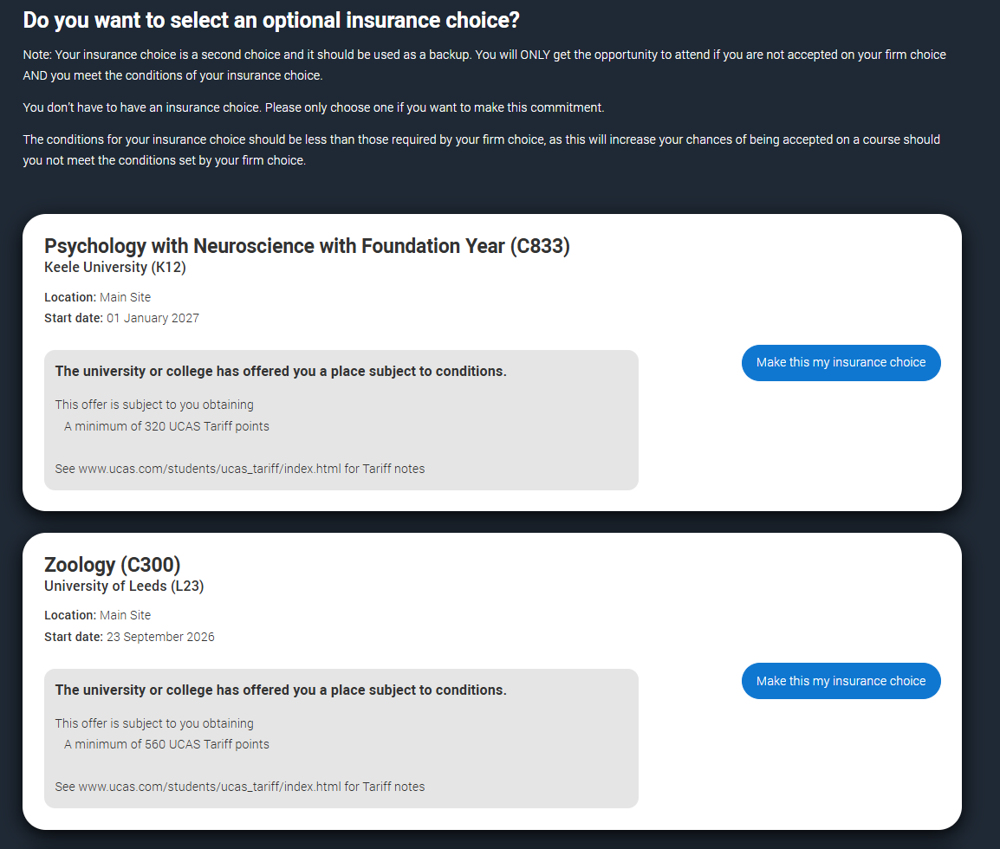 Do you want to select an optional insurance choice?
Note: Your insurance choice is a second choice and it should be used as a backup. You will ONLY get the opportunity to attend if you are not accepted on your firm choice
AND you meet the conditions of your insurance choice.
You don't have to have an insurance choice. Please only choose one if you want to make this commitment.
The conditions for your insurance choice should be less than those required by your firm choice, as this will increase your chances of being accepted on a course should
you not meet the conditions set by your firm choice.
Psychology with Neuroscience with Foundation Year (C833)
Keele University (K12)
Location: Main Site
Start date: 01 January 2027
The university or college has offered you a place subject to conditions.
This offer is subject to you obtaining
A minimum of 320 UCAS Tariff points
See www.ucas.com/students/ucas_tariff/index.html for Tariff notes
Make this my insurance choice
Zoology (C300)
University of Leeds (L23)
Location: Main Site
Start date: 23 September 2026
The university or college has offered you a place subject to conditions.
This offer is subject to you obtaining
A minimum of 560 UCAS Tariff points
See www.ucas.com/students/ucas_tariff/index.html for Tariff notes
Make this my insurance choice